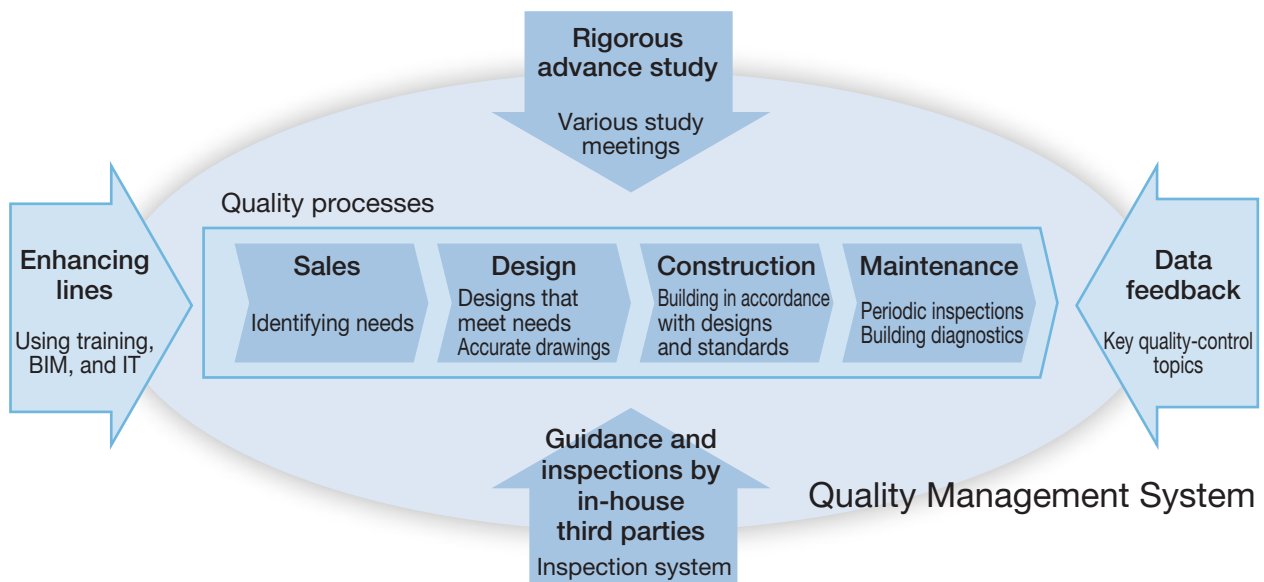 Rigorous
advance study
Various study
meetings
Quality processes
Enhancing
lines
Using training,
BIM, and IT
Sales
Identifying needs
Design
Designs that
meet needs
Accurate drawings
Construction
Building in accordance
with designs
and standards
Maintenance
Periodic inspections
Building diagnostics
Data
feedback
Key quality-control
topics
Guidance and
inspections by
in-house
third parties
Inspection system
Quality Management System